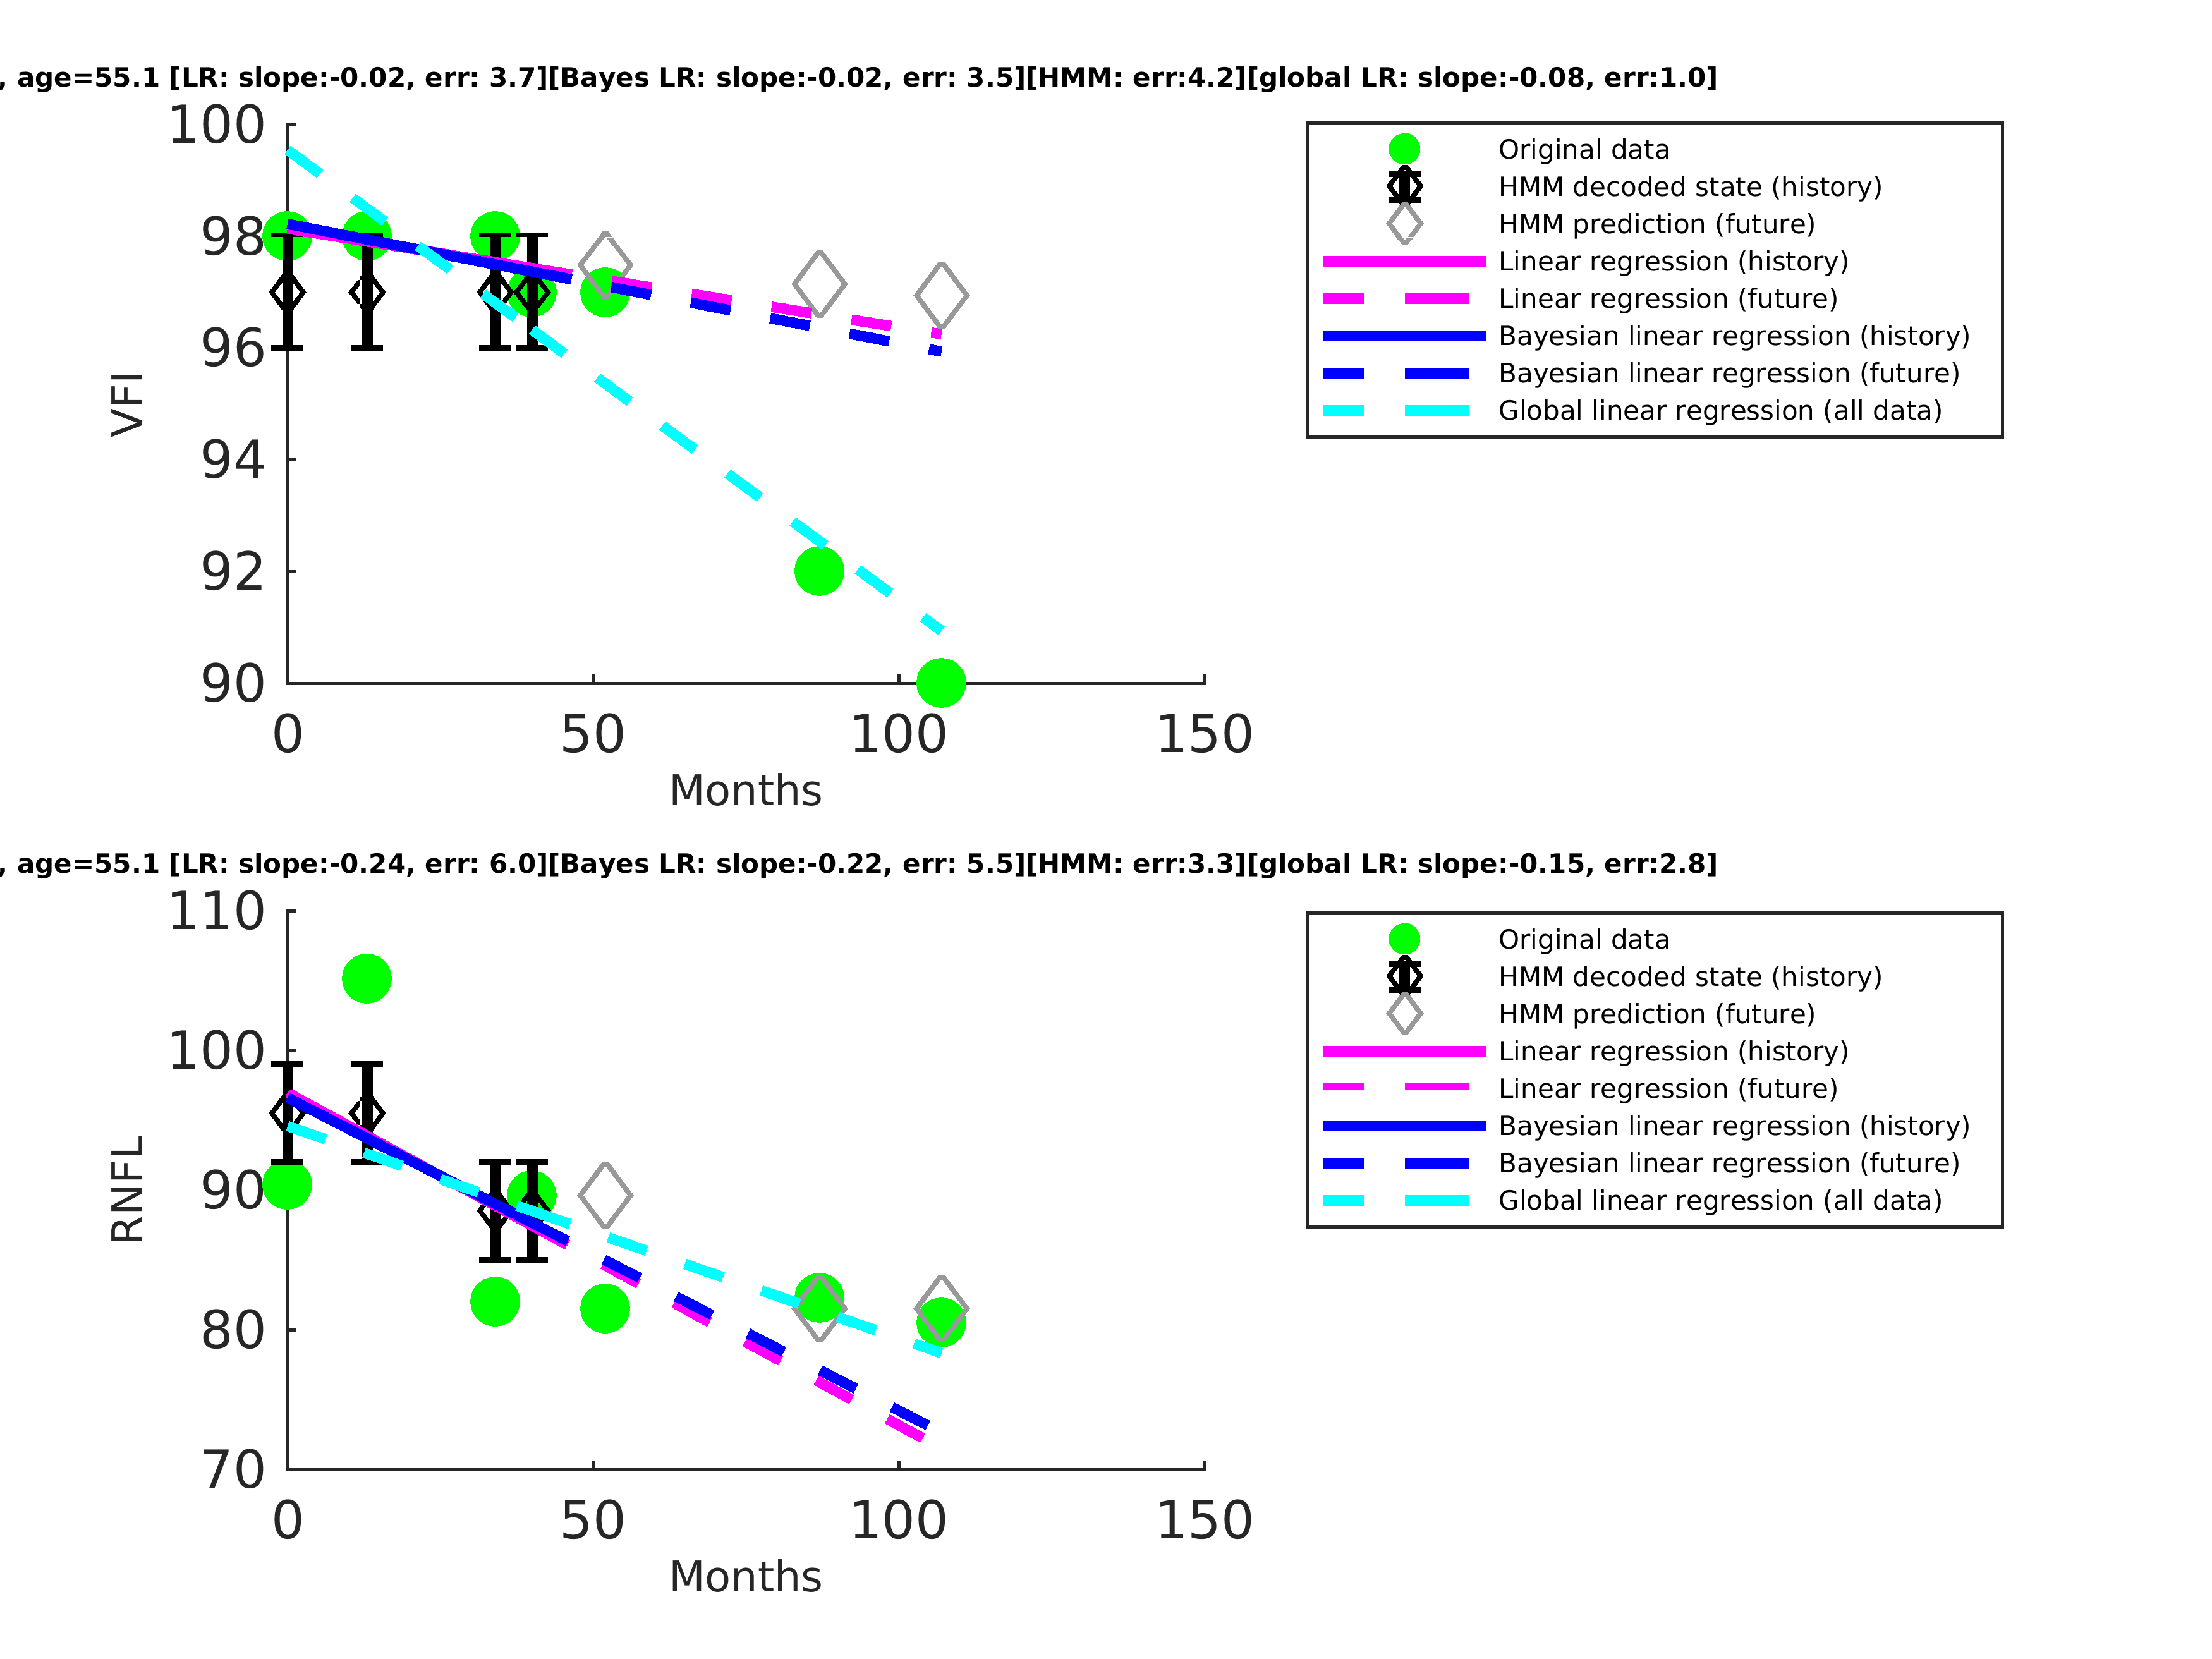 , age=55.1 [LR: slope:-0.02, err: 3.7][Bayes LR: slope:-0.02, err: 3.5][HMM: err:4.2][global LR: slope:-0.08, err:1.0]
100
98
96
94
92
90
VFI
0 50 100 150
Months
Original data
HMM decoded state (history)
HMM prediction (future)
Linear regression (history)
Linear regression (future)
Bayesian linear regression (history)
Bayesian linear regression (future)
Global linear regression (all data)
, age=55.1 [LR: slope:-0.24, err: 6.0][Bayes LR: slope:-0.22, err: 5.5][HMM: err:3.3][global LR: slope:-0.15, err:2.8]
110
100
90
80
70
RNFL
0 50 100 150
Months
Original data
HMM decoded state (history)
HMM prediction (future)
Linear regression (history)
Linear regression (future)
Bayesian linear regression (history)
Bayesian linear regression (future)
Global linear regression (all data)